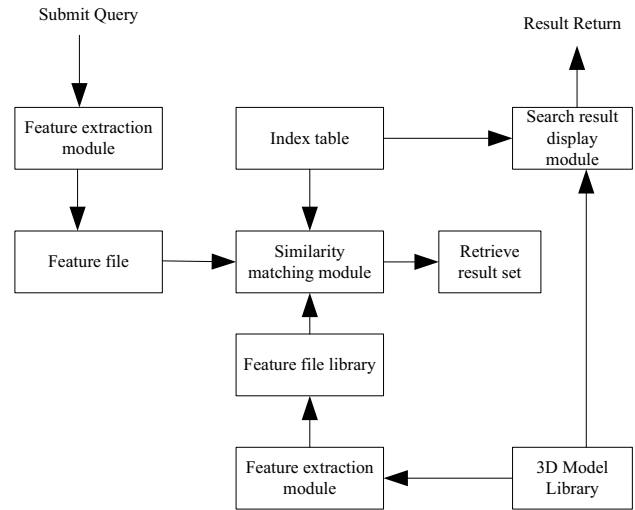 Submit Query
Result Return
Feature extraction
module
Index table
Search result
display
module
Feature file
Similarity
matching module
Retrieve
result set
Feature file library
Feature extraction
module
3D Model
Library